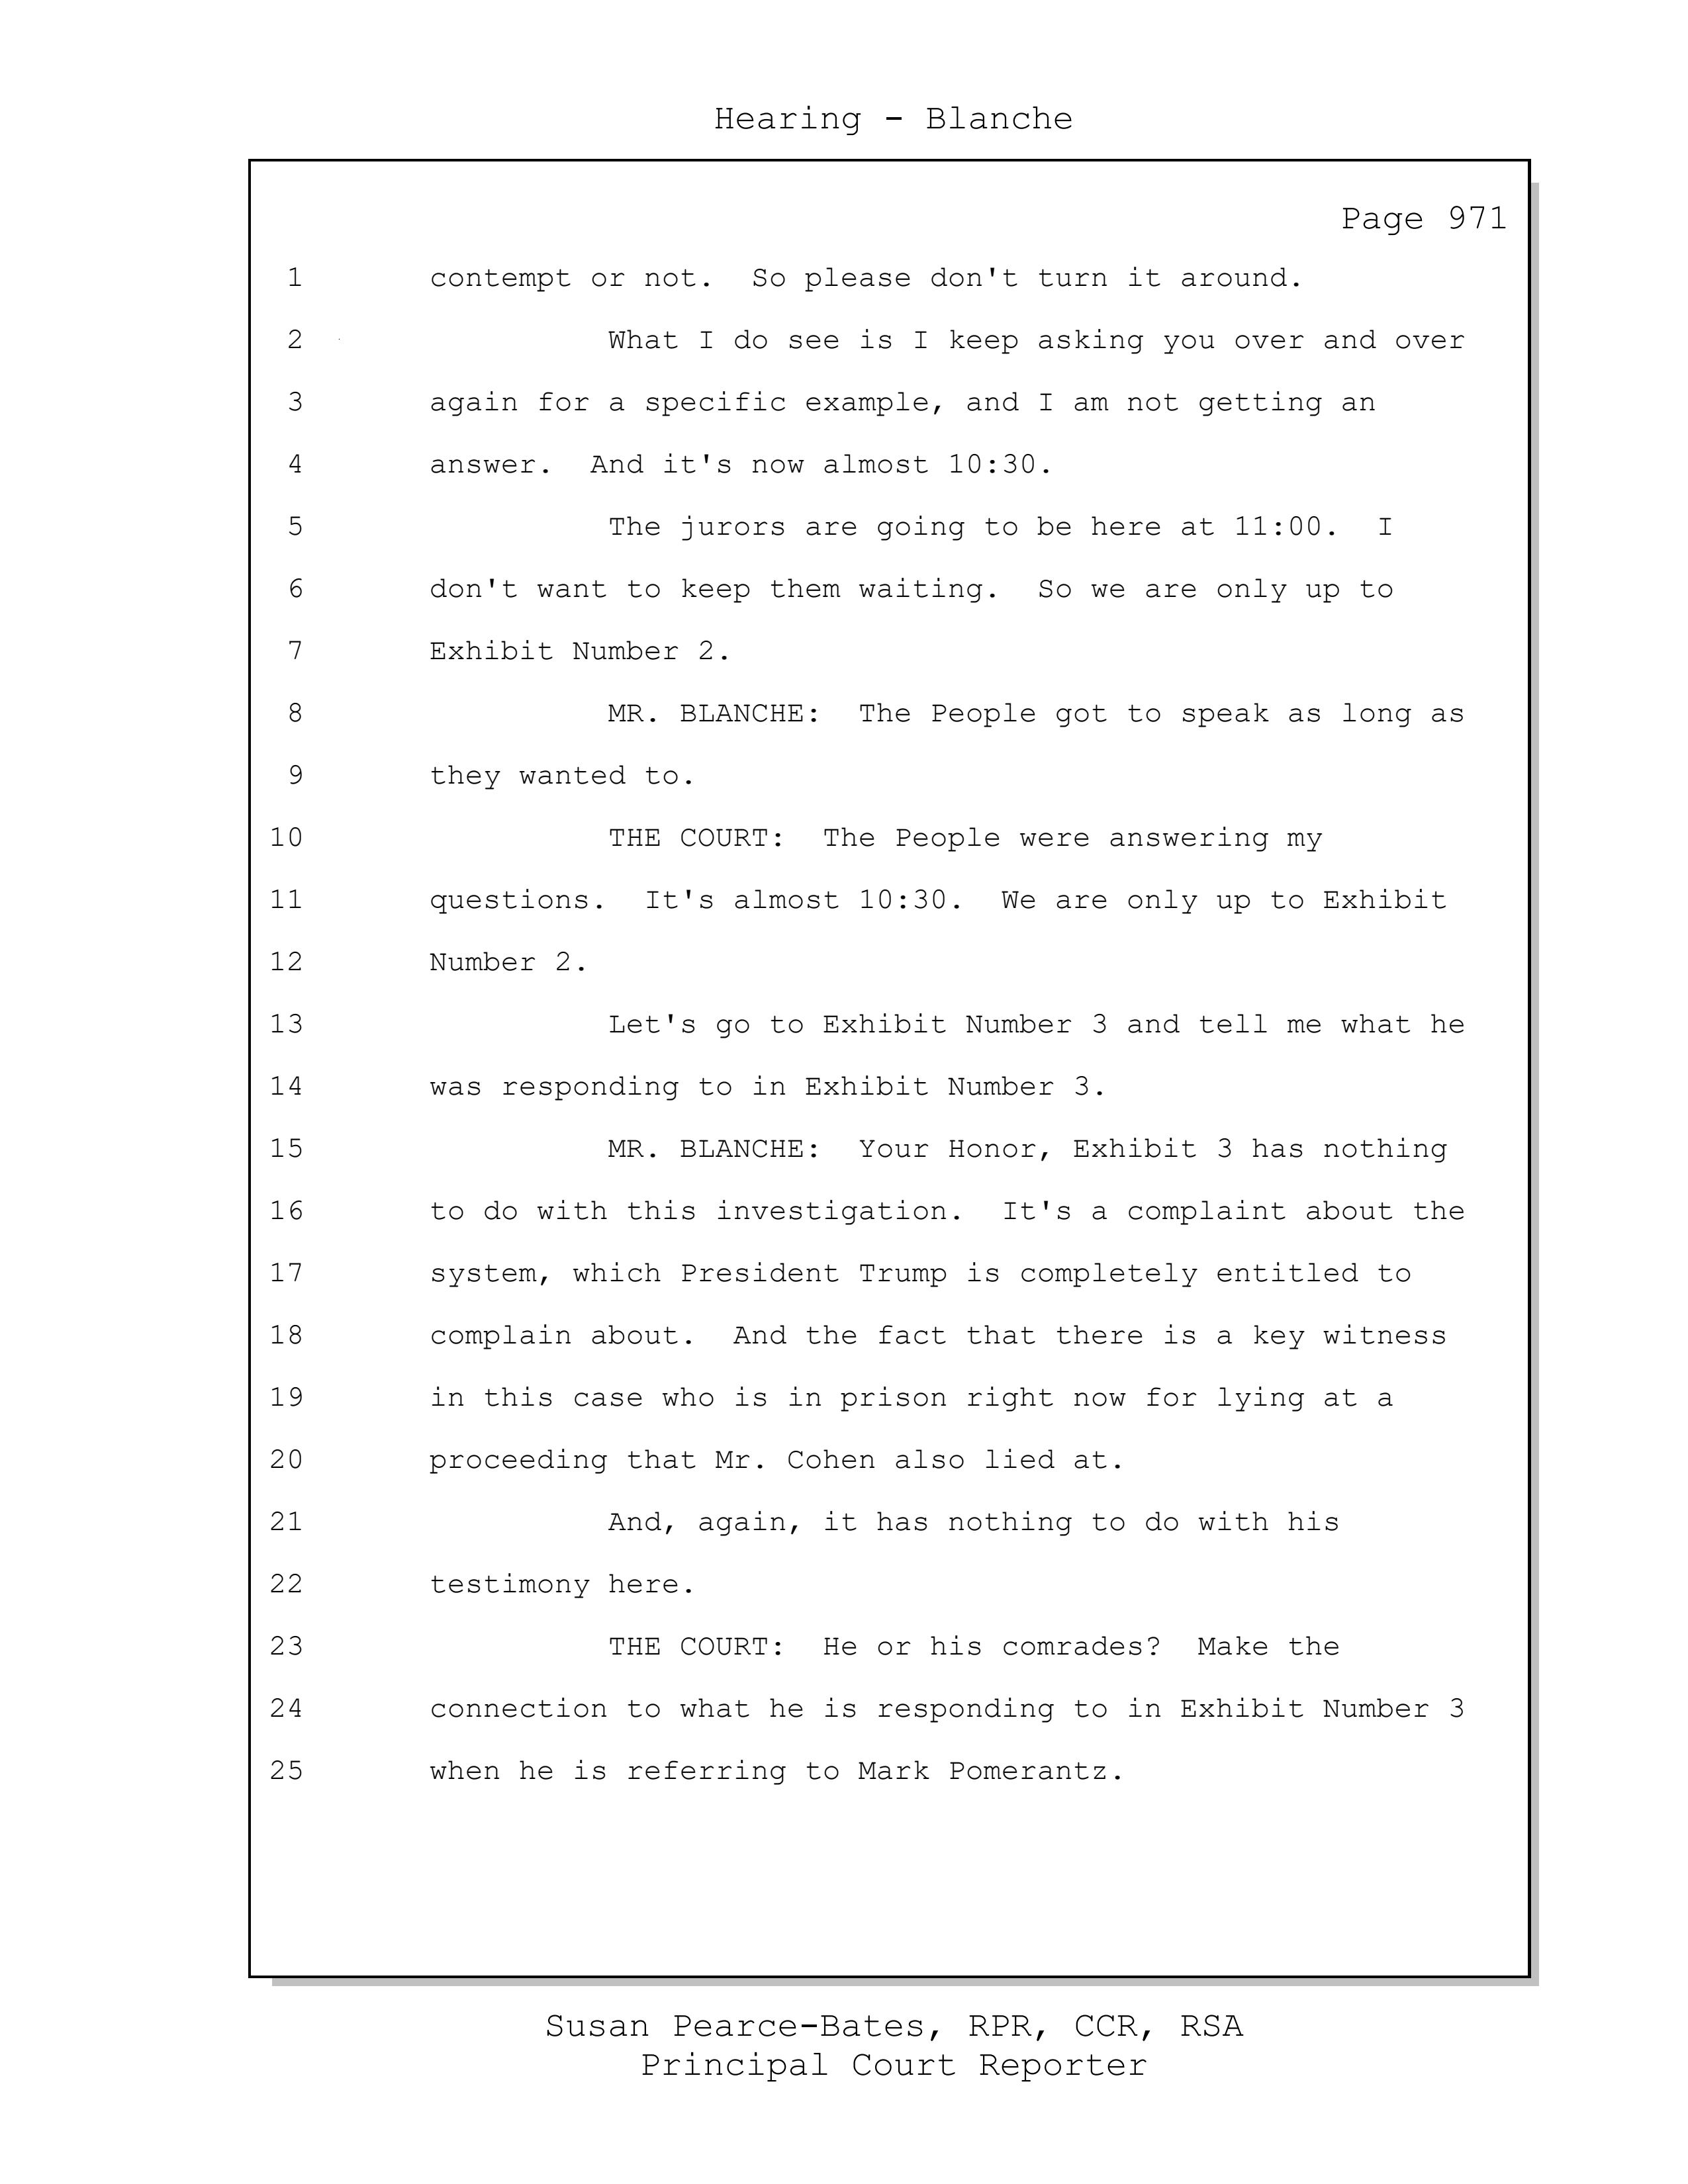 Hearing - Blanche
Page 971
1 contempt or not. So please don't turn it around.
2 What I do see is I keep asking you over and over
3 again for a specific example, and I am not getting an
4 answer. And it's now almost 10:30.
5 The jurors are going to be here at 11:00. I
6 don't want to keep them waiting. So we are only up to
7 Exhibit Number 2.
8 MR. BLANCHE: The People got to speak as long as
9 they wanted to.
10 THE COURT: The People were answering my
11 questions. It's almost 10:30. We are only up to Exhibit
12 Number 2.
13 Let's go to Exhibit Number 3 and tell me what he
14 was responding to in Exhibit Number 3.
15 MR. BLANCHE: Your Honor, Exhibit 3 has nothing
16 to do with this investigation. It's a complaint about the
17 system, which President Trump is completely entitled to
18 complain about. And the fact that there is a key witness
19 in this case who is in prison right now for lying at a
20 proceeding that Mr. Cohen also lied at.
21 And, again, it has nothing to do with his
22 testimony here.
23 THE COURT: He or his comrades? Make the
24 connection to what he is responding to in Exhibit Number 3
25 when he is referring to Mark Pomerantz.
Susan Pearce-Bates, RPR, CCR, RSA
Principal Court Reporter